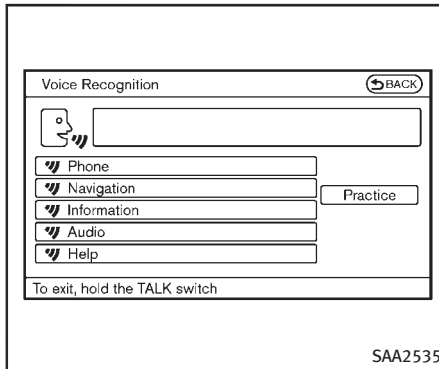 Voice Recognition
BACK
Phone
Navigation
Practice
Information
Audio
Help
To exit, hold the TALK switch
SAA2535